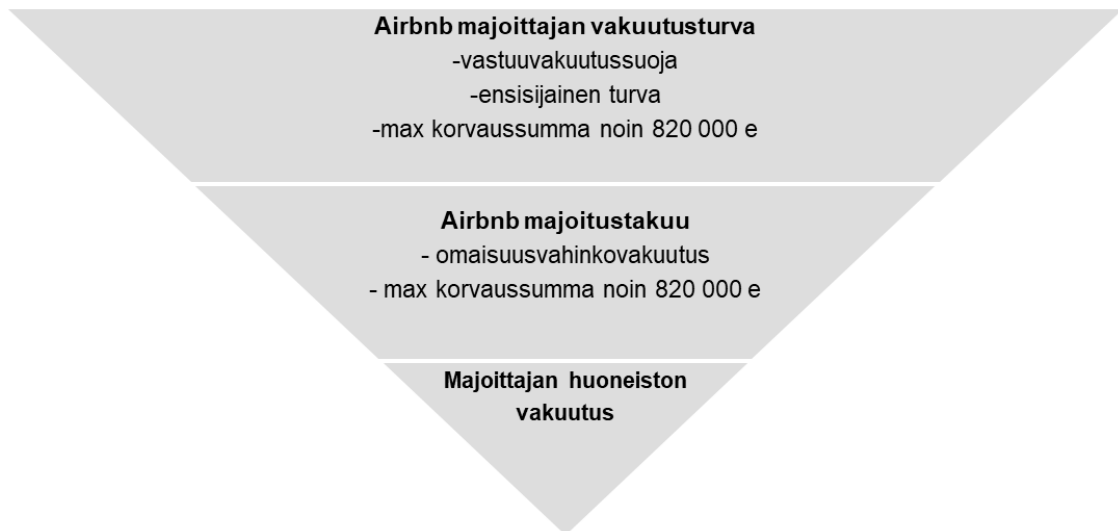 Airbnb majoittajan vakuutusturva
-vastuuvakuutussuoja
-ensisijainen turva
-max korvaussumma noin 820 000 e
Airbnb majoitustakuu
- omaisuusvahinkovakuutus
- max korvaussumma noin 820 000 e
Majoittajan huoneiston
vakuutus